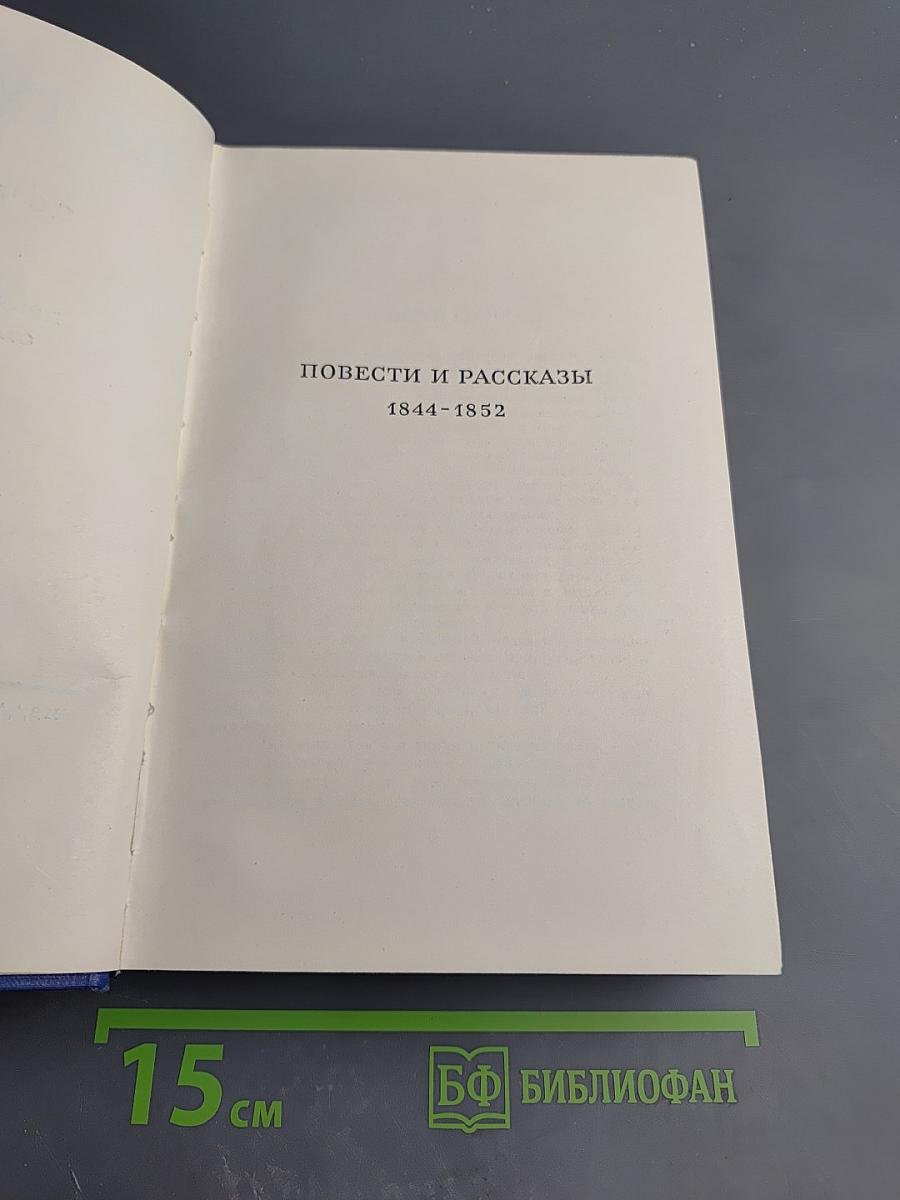 ПОВЕСТИ И РАССКАЗЫ
1844-1852
15 см
БФ БИБЛИОФАН